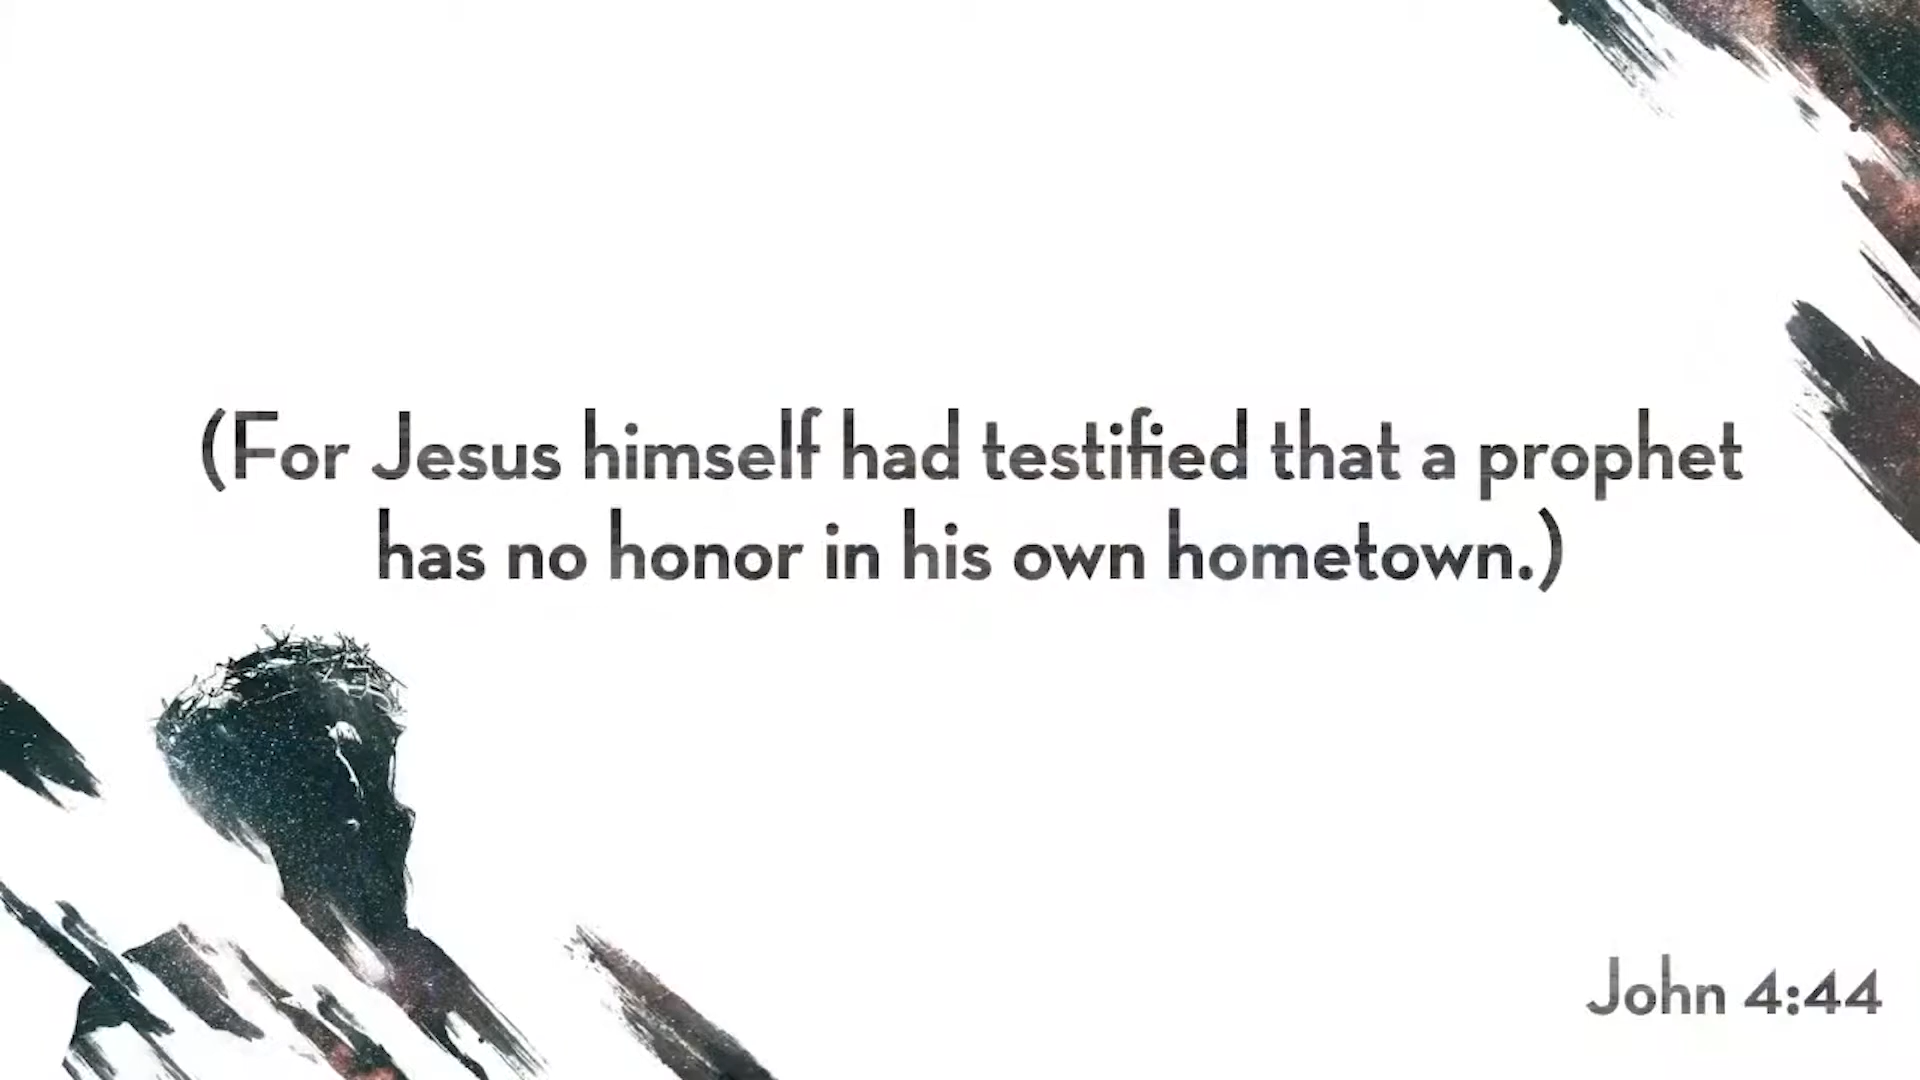 (For Jesus himself had testified that a prophet
has no honor in his own hometown.)
John 4:44